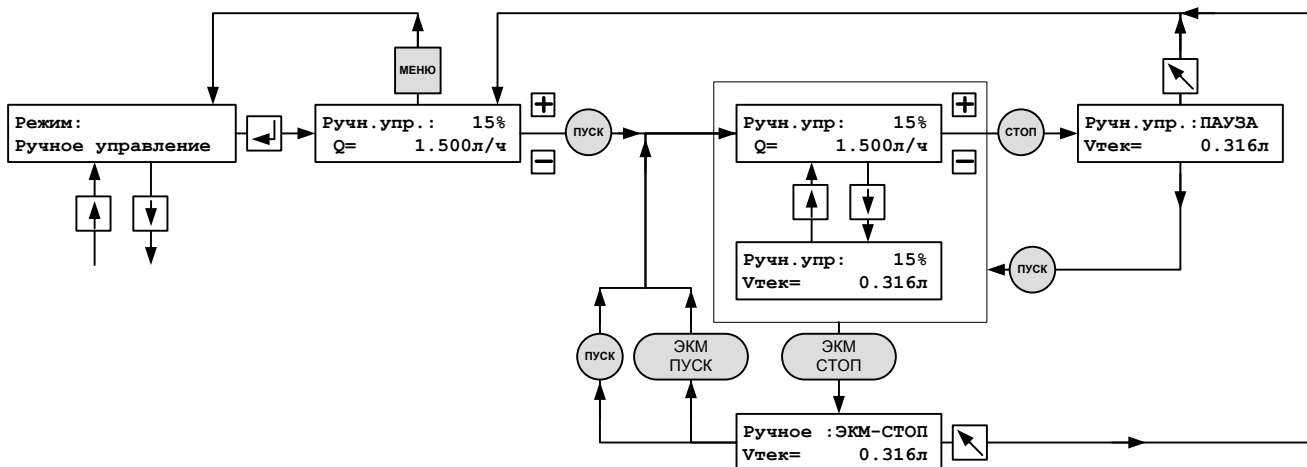 МЕНЮ
Режим:
Ручное управление
Ручн.упр.: 15%
Q= 1.500л/ч
+
−
ПУСК
Ручн.упр: 15%
Q= 1.500л/ч
+
−
СТОП
Ручн.упр.:ПАУЗА
Vтек= 0.316л
Ручн.упр: 15%
Vтек= 0.316л
ПУСК
ПУСК
ЭКМ
ПУСК
ЭКМ
СТОП
Ручное :ЭКМ-СТОП
Vтек= 0.316л